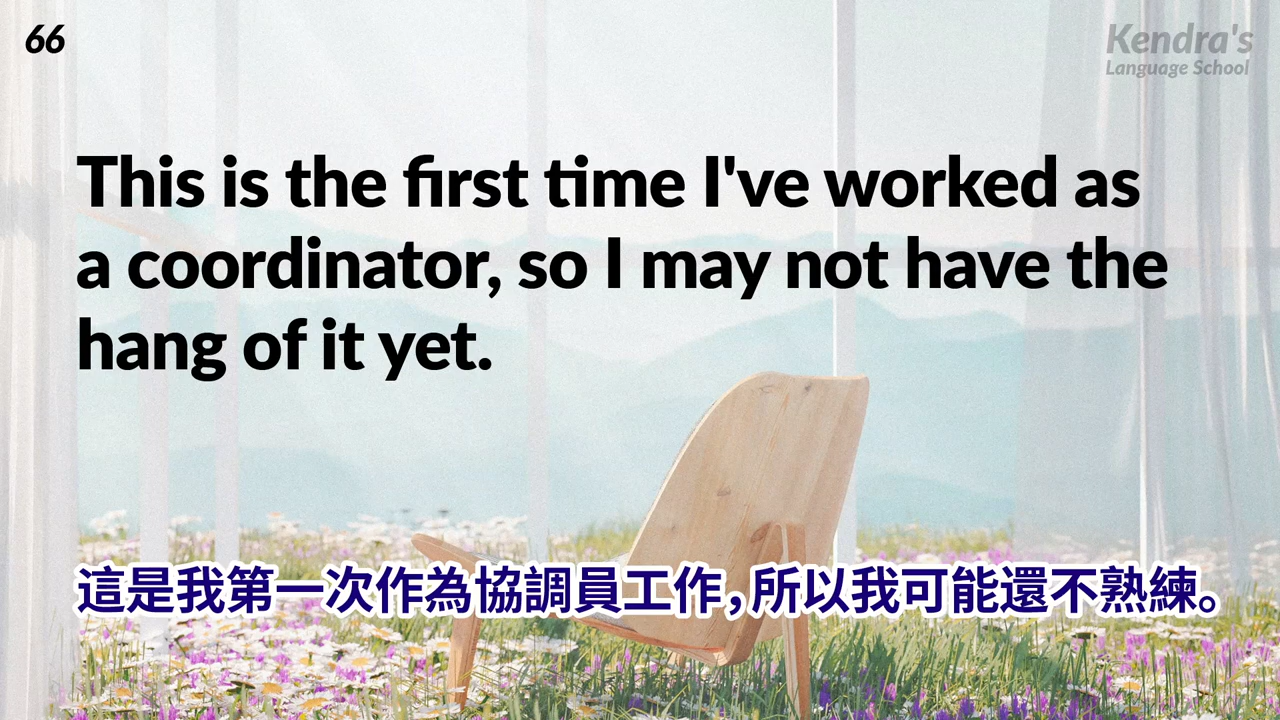 66
Kendra's
Language School
This is the first time I've worked as
a coordinator, so I may not have the
hang of it yet.
這是我第一次作為協調員工作，所以我可能還不熟練。